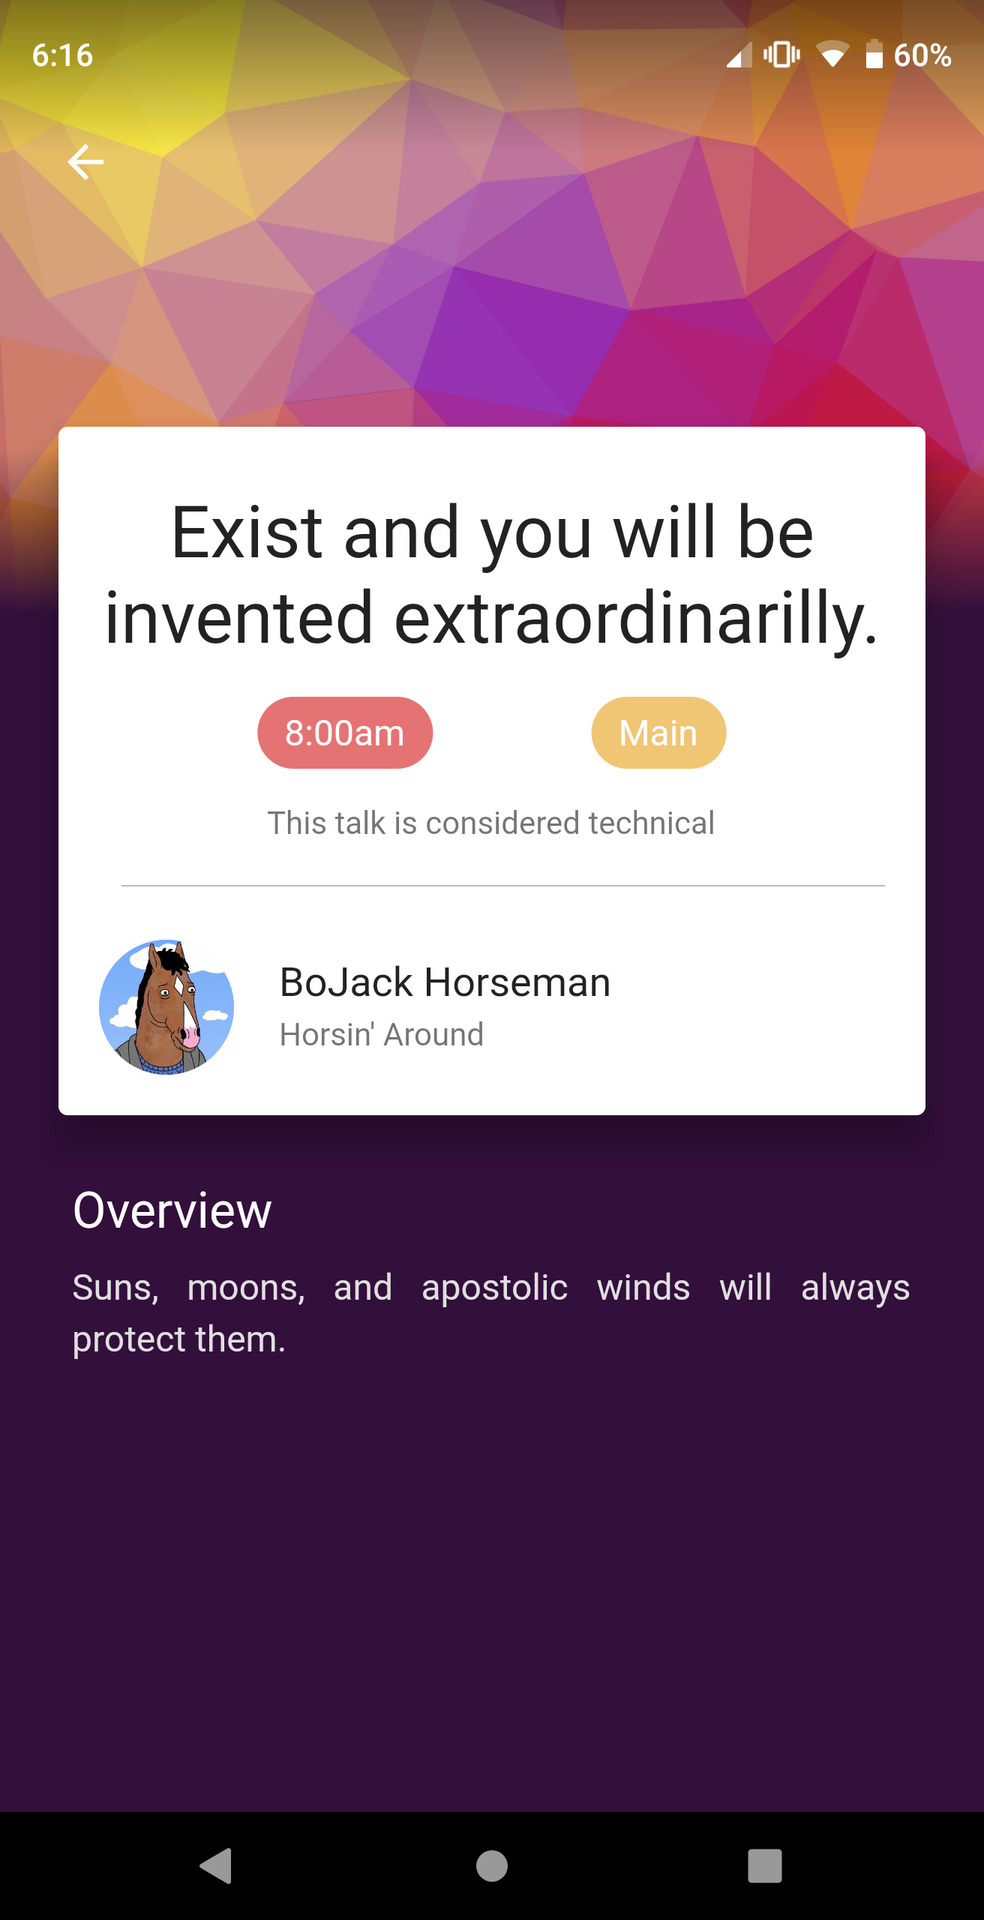 6:16
60%
Exist and you will be
invented extraordinarilly.
8:00am
Main
This talk is considered technical
BoJack Horseman
Horsin' Around
Overview
Suns, moons, and apostolic winds will always
protect them.